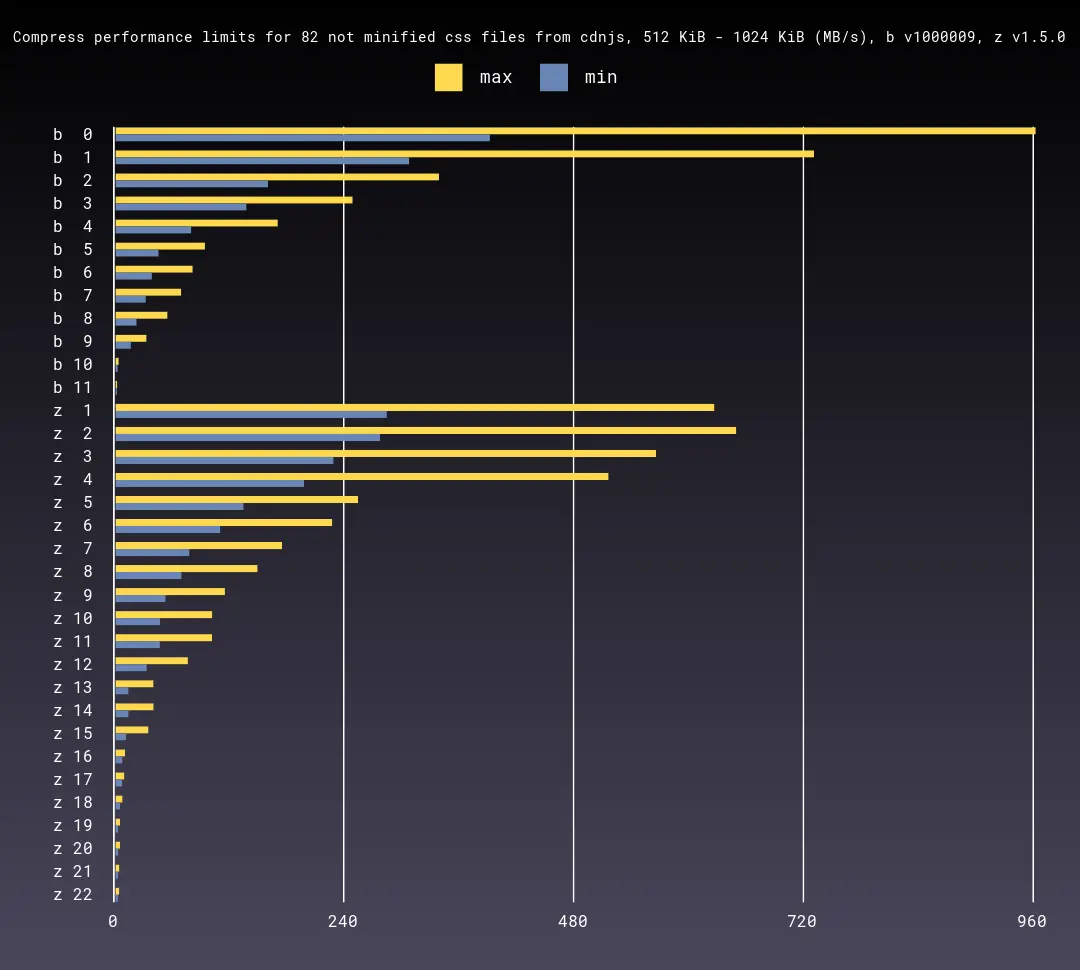 Compress performance limits for 82 not minified css files from cdnjs, 512 KiB - 1024 KiB (MB/s), b v1000009, z v1.5.0
max min
b 0
b 1
b 2
b 3
b 4
b 5
b 6
b 7
b 8
b 9
b 10
b 11
z 1
z 2
z 3
z 4
z 5
z 6
z 7
z 8
z 9
z 10
z 11
z 12
z 13
z 14
z 15
z 16
z 17
z 18
z 19
z 20
z 21
z 22
0 240 480 720 960